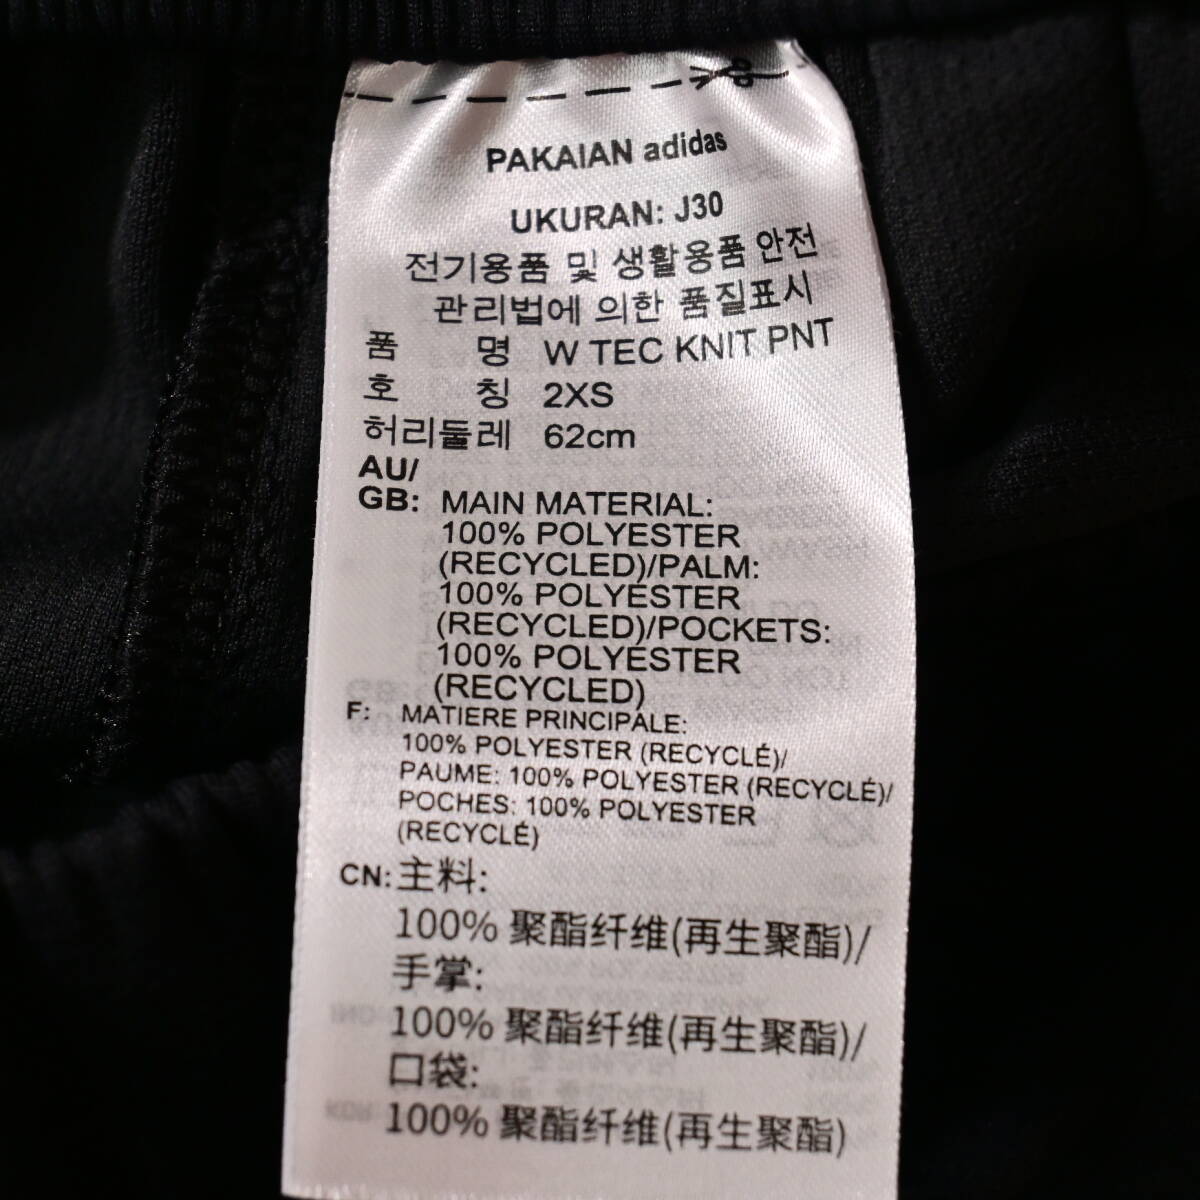 PAKAIAN adidas
UKURAN: J30
전기용품 및 생활용품 안전
관리법에 의한 품질표시
품 명 W TEC KNIT PNT
호 칭 2XS
허리둘레 62cm
AU/
GB: MAIN MATERIAL:
100% POLYESTER
(RECYCLED)/PALM:
100% POLYESTER
(RECYCLED)/POCKETS:
100% POLYESTER
(RECYCLED)
F: MATIERE PRINCIPALE:
100% POLYESTER (RECYCLÉ)/
PAUME: 100% POLYESTER (RECYCLÉ)/
POCHES: 100% POLYESTER
(RECYCLÉ)
CN: 主料:
100% 聚酯纤维(再生聚酯)/
手掌:
100% 聚酯纤维(再生聚酯)/
口袋:
100% 聚酯纤维(再生聚酯)